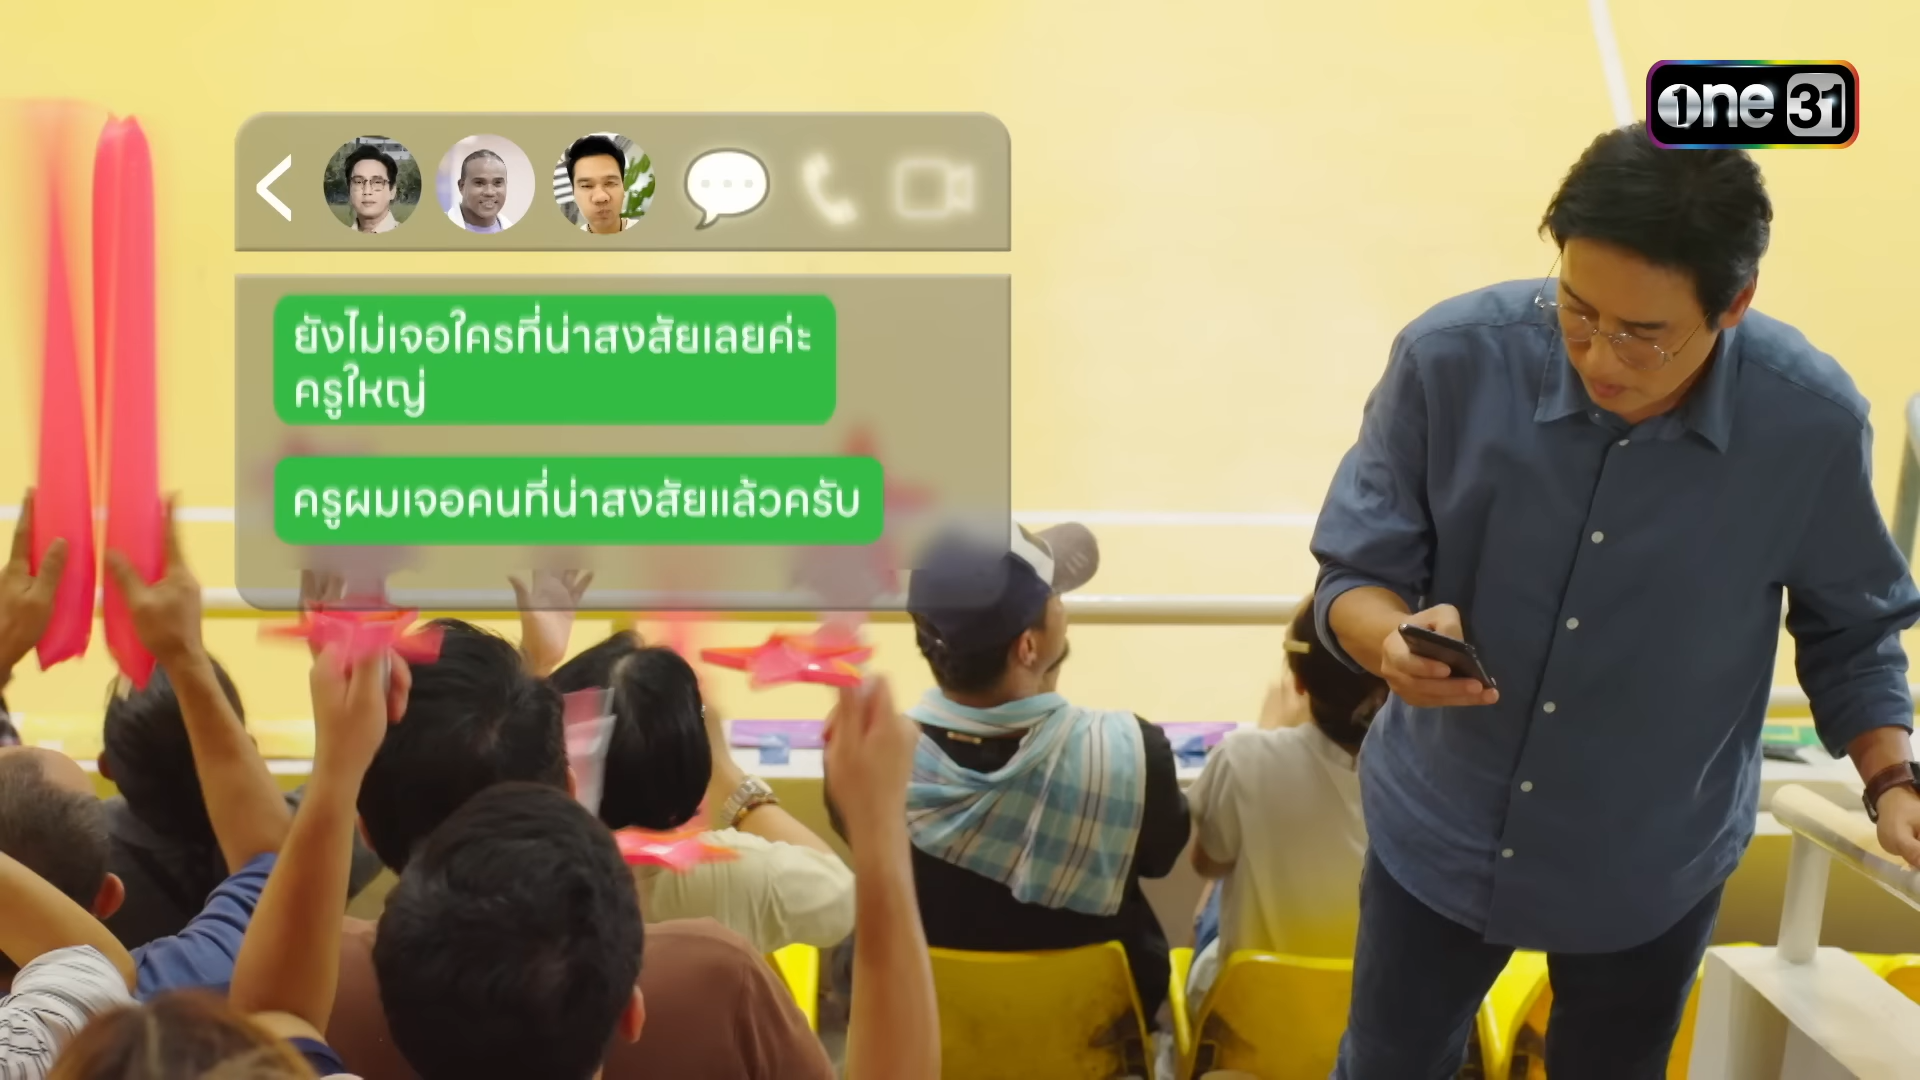 one 31
ยังไม่เจอใครที่น่าสงสัยเลยค่ะ
ครูใหญ่
ครูผมเจอคนที่น่าสงสัยแล้วครับ